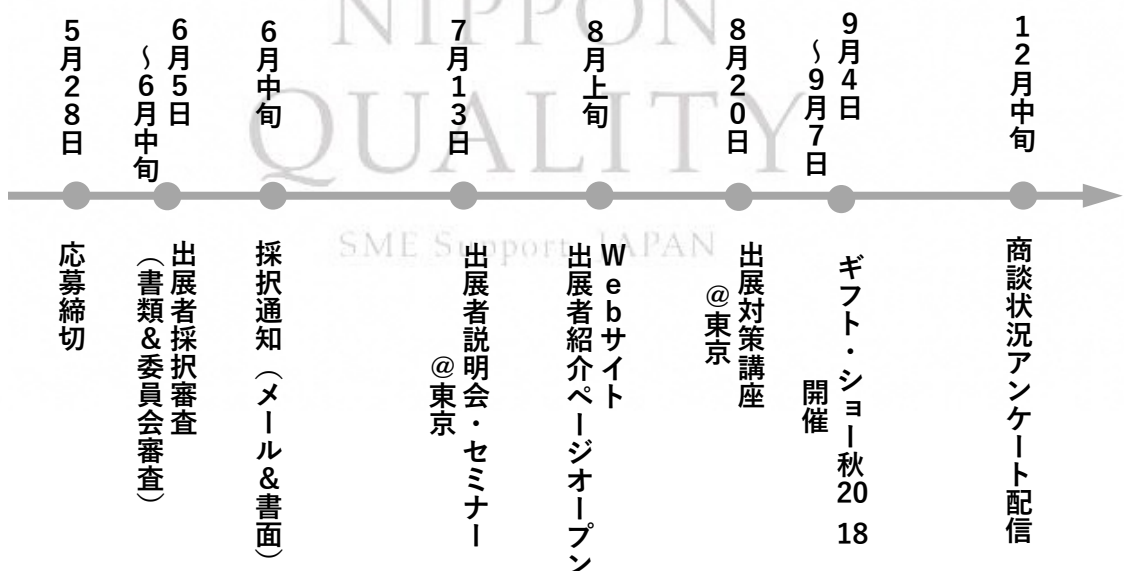 NIPPON
QUALITY
SME Support, JAPAN
5月28日
応募締切
6月5日
～6月中旬
出展者採択審査
（書類＆委員会審査）
6月中旬
採択通知（メール＆書面）
7月13日
出展者説明会・セミナー
＠東京
8月上旬
Webサイト
出展者紹介ページオープン
8月20日
出展対策講座
＠東京
9月4日
～9月7日
ギフト・ショー秋2018
開催
12月中旬
商談状況アンケート配信